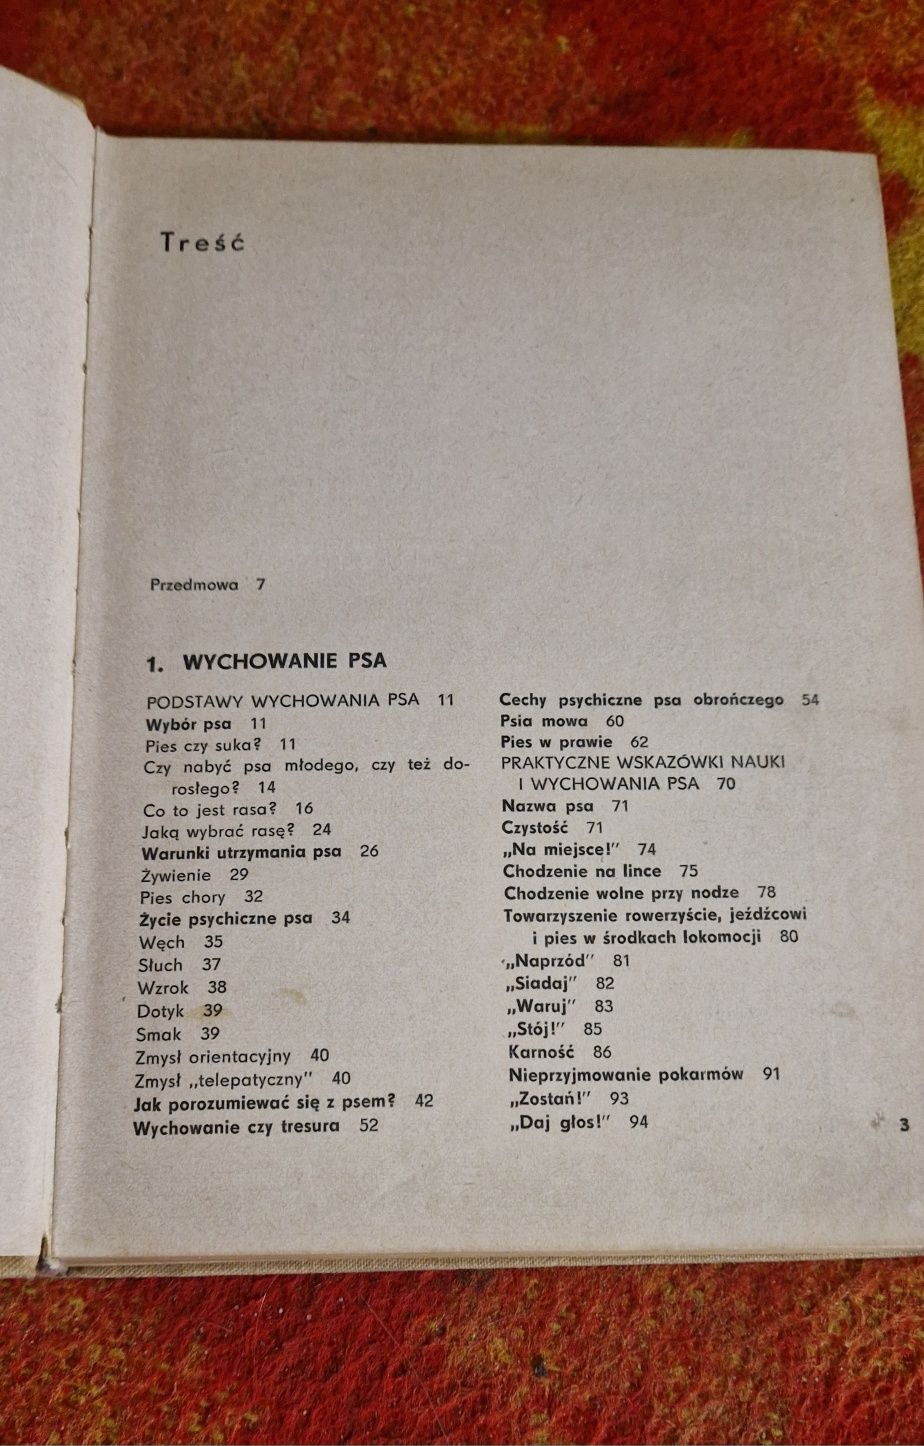 Treść
Przedmowa 7
1. WYCHOWANIE PSA
PODSTAWY WYCHOWANIA PSA 11
Wybór psa 11
Pies czy suka? 11
Czy nabyć psa młodego, czy też do-
rosłego? 14
Co to jest rasa? 16
Jaką wybrać rasę? 24
Warunki utrzymania psa 26
Żywienie 29
Pies chory 32
Życie psychiczne psa 34
Węch 35
Słuch 37
Wzrok 38
Dotyk 39
Smak 39
Zmysł orientacyjny 40
Zmysł „telepatyczny" 40
Jak porozumiewać się z psem? 42
Wychowanie czy tresura 52
Cechy psychiczne psa obrończego 54
Psia mowa 60
Pies w prawie 62
PRAKTYCZNE WSKAZÓWKI NAUKI
I WYCHOWANIA PSA 70
Nazwa psa 71
Czystość 71
„Na miejsce!" 74
Chodzenie na lince 75
Chodzenie wolne przy nodze 78
Towarzyszenie rowerzyście, jeźdźcowi
i pies w środkach lokomocji 80
„Naprzód" 81
„Siadaj" 82
„Waruj" 83
„Stój!" 85
Karność 86
Nieprzyjmowanie pokarmów 91
„Zostań!" 93
„Daj głos!" 94
3